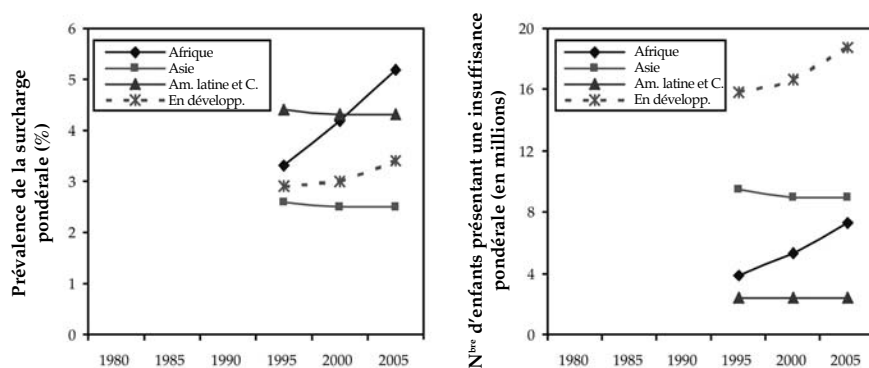 Prévalence de la surcharge
pondérale (%)
6
5
4
3
2
1
0
Afrique
Asie
Am. latine et C.
En développ.
1980 1985 1990 1995 2000 2005
Nbre d'enfants présentant une insuffisance
pondérale (en millions)
20
16
12
8
4
0
Afrique
Asie
Am. latine et C.
En développ.
1980 1985 1990 1995 2000 2005